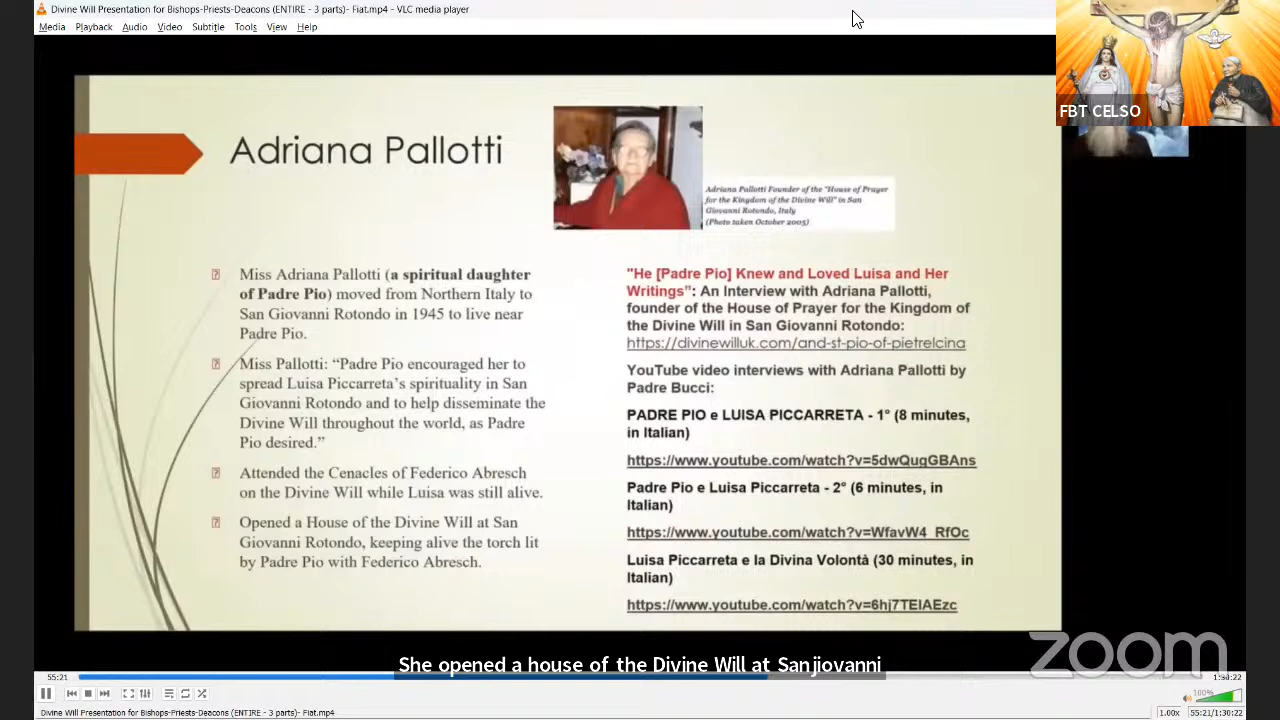 Divine Will Presentation for Bishops-Priests-Deacons (ENTIRE - 3 parts)- Fiat.mp4 - VLC media player
Media Playback Audio Video Subtitle Tools View Help
FBT CELSO
Adriana Pallotti
Adriana Pallotti Founder of the "House of Prayer
for the Kingdom of the Divine Will" in San
Giovanni Rotondo, Italy
(Photo taken October 2005)
Miss Adriana Pallotti (a spiritual daughter
of Padre Pio) moved from Northern Italy to
San Giovanni Rotondo in 1945 to live near
Padre Pio.
Miss Pallotti: “Padre Pio encouraged her to
spread Luisa Piccarreta’s spirituality in San
Giovanni Rotondo and to help disseminate the
Divine Will throughout the world, as Padre
Pio desired.”
Attended the Cenacles of Federico Abresch
on the Divine Will while Luisa was still alive.
Opened a House of the Divine Will at San
Giovanni Rotondo, keeping alive the torch lit
by Padre Pio with Federico Abresch.
"He [Padre Pio] Knew and Loved Luisa and Her
Writings”: An Interview with Adriana Pallotti,
founder of the House of Prayer for the Kingdom of
the Divine Will in San Giovanni Rotondo:
https://divinewilluk.com/and-st-pio-of-pietrelcina
YouTube video interviews with Adriana Pallotti by
Padre Bucci:
PADRE PIO e LUISA PICCARRETA - 1° (8 minutes,
in Italian)
https://www.youtube.com/watch?v=5dwQugGBAns
Padre Pio e Luisa Piccarreta - 2° (6 minutes, in
Italian)
https://www.youtube.com/watch?v=WfavW4_RfOc
Luisa Piccarreta e la Divina Volontà (30 minutes, in
Italian)
https://www.youtube.com/watch?v=6hj7TElAEzc
She opened a house of the Divine Will at Sanjiovanni
zoom
55:21
1:30:22
100%
Divine Will Presentation for Bishops-Priests-Deacons (ENTIRE - 3 parts)- Fiat.mp4
1.00x
55:21/1:30:22